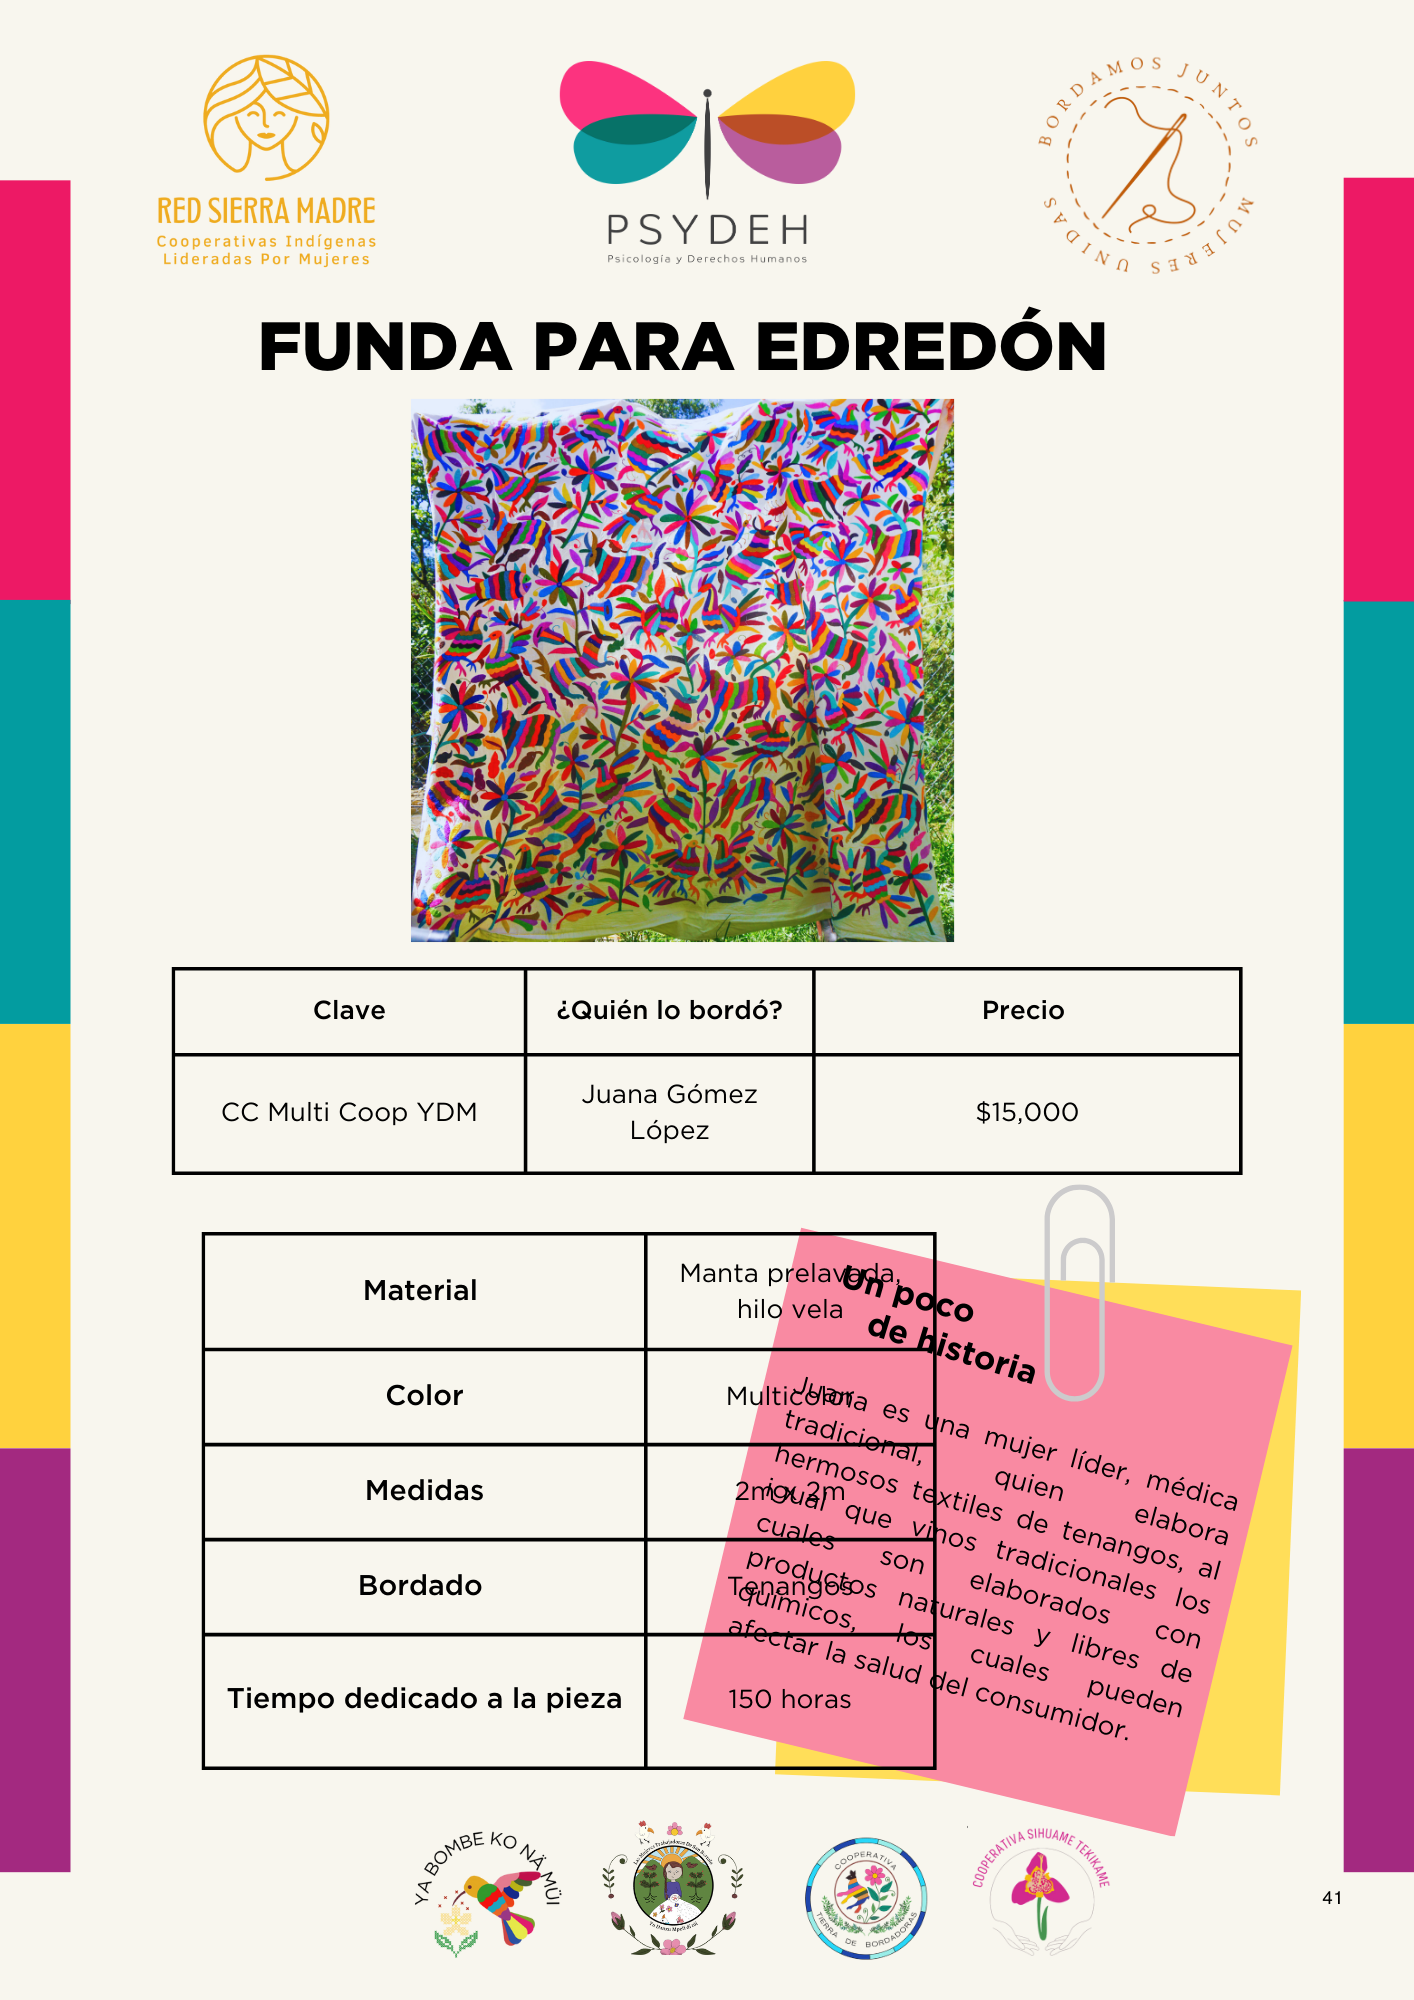 RED SIERRA MADRE
Cooperativas Indígenas
Lideradas Por Mujeres
PSYDEH
Psicología y Derechos Humanos
BORDAMOS JUNTOS
MUJERES UNIDAS
FUNDA PARA EDREDÓN
Clave
¿Quién lo bordó?
Precio
CC Multi Coop YDM
Juana Gómez
López
$15,000
Material
Manta prelavada,
hilo vela
Color
Multicolor
Medidas
2m x 2m
Bordado
Tenangos
Tiempo dedicado a la pieza
150 horas
Un poco
de historia
Juana es una mujer líder, médica
tradicional, quien elabora
hermosos textiles de tenangos, al
igual que vinos tradicionales los
cuales son elaborados con
productos naturales y libres de
químicos, los cuales pueden
afectar la salud del consumidor.
YA BOMBE KO NÄ MÜI
COOPERATIVA
TIERRA DE BORDADORAS
COOPERATIVA SIHUAME TEKIKAME
41